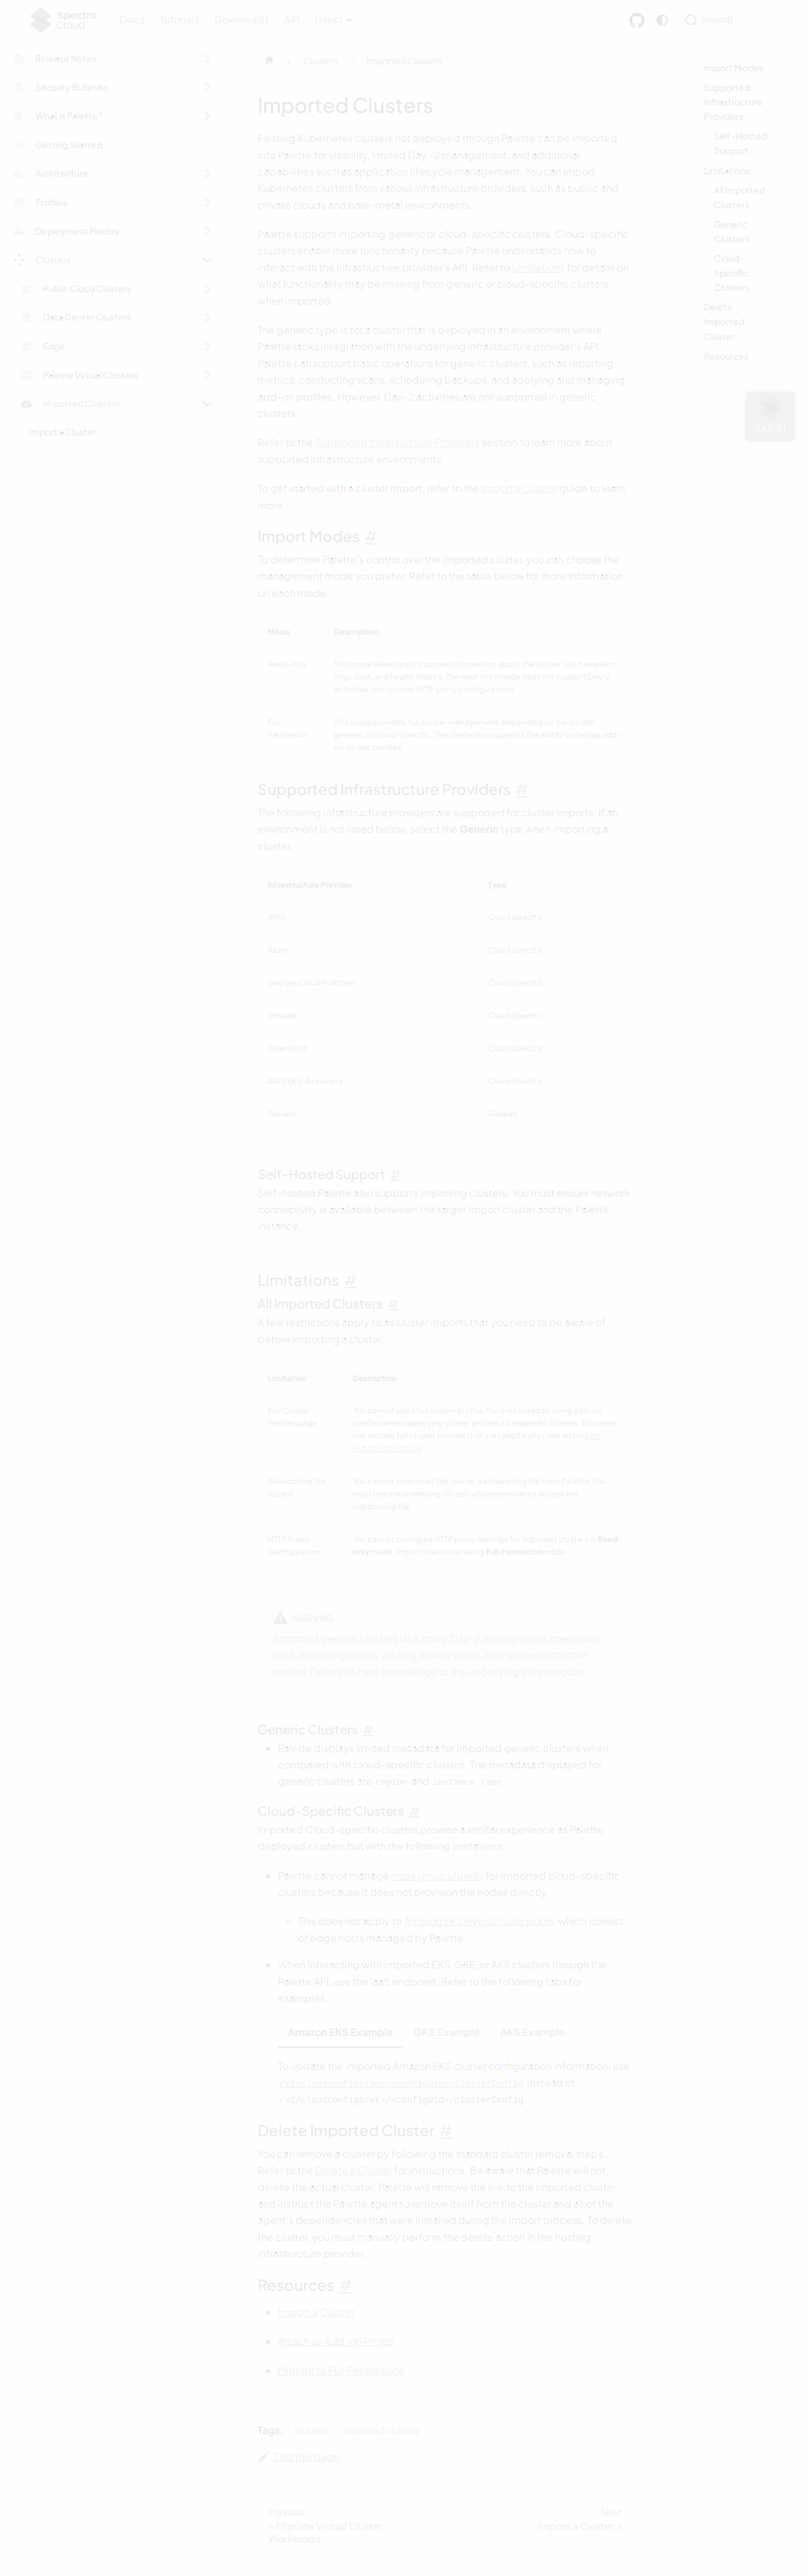 Spectro Cloud
Docs Tutorials Downloads API latest
Search
Release Notes
Security Bulletins
What is Palette?
Getting Started
Architecture
Profiles
Deployment Modes
Clusters
Public Cloud Clusters
Data Center Clusters
Edge
Palette Virtual Clusters
Imported Clusters
Import a Cluster
Clusters Imported Clusters
Imported Clusters
Existing Kubernetes clusters not deployed through Palette can be imported
into Palette for visibility, limited Day -2 management, and additional
capabilities such as application lifecycle management. You can import
Kubernetes clusters from various infrastructure providers, such as public and
private clouds and bare-metal environments.
Palette supports importing generic or cloud-specific clusters. Cloud-specific
clusters enable more functionality because Palette understands how to
interact with the infrastructure provider's API. Refer to Limitations for details on
what functionality may be missing from generic or cloud-specific clusters
when imported.
The generic type is for a cluster that is deployed in an environment where
Palette lacks integration with the underlying infrastructure provider's API.
Palette can support basic operations for generic clusters, such as reporting
metrics, conducting scans, scheduling backups, and applying and managing
add-on profiles. However, Day-2 activities are not supported in generic
clusters.
Refer to the Supported Infrastructure Providers section to learn more about
supported infrastructure environments.
To get started with a cluster import, refer to the Import a Cluster guide to learn
more.
Import Modes #
To determine Palette's control over the imported cluster, you can choose the
management mode you prefer. Refer to the table below for more information
on each mode.
Mode Description
Read-only This mode allows you to access information about the cluster, such as event
logs, cost, and health checks. The read-only mode does not support Day-2
activities, nor custom HTTP proxy configurations.
Full This mode provides full cluster management, depending on the cluster,
Permission generic or cloud-specific. This mode also supports the ability to deploy add-
on cluster profiles.
Supported Infrastructure Providers #
The following infrastructure providers are supported for cluster imports. If an
environment is not listed below, select the Generic type when importing a
cluster.
Infrastructure Provider Type
AWS Cloud Specific
Azure Cloud Specific
Google Cloud Platform Cloud Specific
VMware Cloud Specific
OpenShift Cloud Specific
AWS EKS-Anywhere Cloud Specific
Generic Generic
Self-Hosted Support #
Self-hosted Palette also supports importing clusters. You must ensure network
connectivity is available between the target import cluster and the Palette
instance.
Limitations #
All Imported Clusters #
A few restrictions apply to all cluster imports that you need to be aware of
before importing a cluster.
Limitation Description
Full Cluster You cannot use a full cluster profile. You are limited to using add-on
Profile usage profiles when deploying cluster profiles to imported clusters. This does
not include full cluster profiles that are specifically created for EKS
Hybrid node pools.
Kubeconfig file You cannot download the cluster's kubeconfig file from Palette. You
access must use the underlying infrastructure provider to access the
kubeconfig file.
HTTP Proxy You cannot configure HTTP proxy settings for imported clusters in Read-
Configuration only mode. Import the cluster using Full Permission mode.
WARNING
Imported generic clusters lack many Day-2 management operations
such as scaling nodes, adding worker pools, or any operations that
require Palette to have knowledge of the underlying infrastructure.
Generic Clusters #
Palette displays limited metadata for imported generic clusters when
compared with cloud-specific clusters. The metadata displayed for
generic clusters are region and instance type.
Cloud-Specific Clusters #
Imported Cloud-specific clusters provide a similar experience as Palette
deployed clusters but with the following limitations:
Palette cannot manage node groups/pools for imported cloud-specific
clusters because it does not provision the nodes directly.
This does not apply to Amazon EKS Hybrid node pools, which consist
of edge hosts managed by Palette.
When interacting with imported EKS, GKE, or AKS clusters through the
Palette API, use the IaaS endpoint. Refer to the following tabs for
examples.
Amazon EKS Example GKE Example AKS Example
To update the imported Amazon EKS cluster configuration information, use
/v1/cloudconfigs/aws/<configUid>/clusterConfig instead of
/v1/cloudconfigs/eks/<configUid>/clusterConfig.
Delete Imported Cluster #
You can remove a cluster by following the standard cluster removal steps.
Refer to the Delete a Cluster for instructions. Be aware that Palette will not
delete the actual cluster. Palette will remove the link to the imported cluster
and instruct the Palette agent to remove itself from the cluster and all of the
agent's dependencies that were installed during the import process. To delete
the cluster, you must manually perform the delete action in the hosting
infrastructure provider.
Resources #
Import a Cluster
Attach an Add-on Profile
Migrate to Full Permissions
Tags: clusters imported clusters
Edit this page
Previous
« Migrate Virtual Cluster
Workloads
Next
Import a Cluster »
Import Modes
Supported
Infrastructure
Providers
Self-Hosted
Support
Limitations
All Imported
Clusters
Generic
Clusters
Cloud-
Specific
Clusters
Delete
Imported
Cluster
Resources
Ask AI